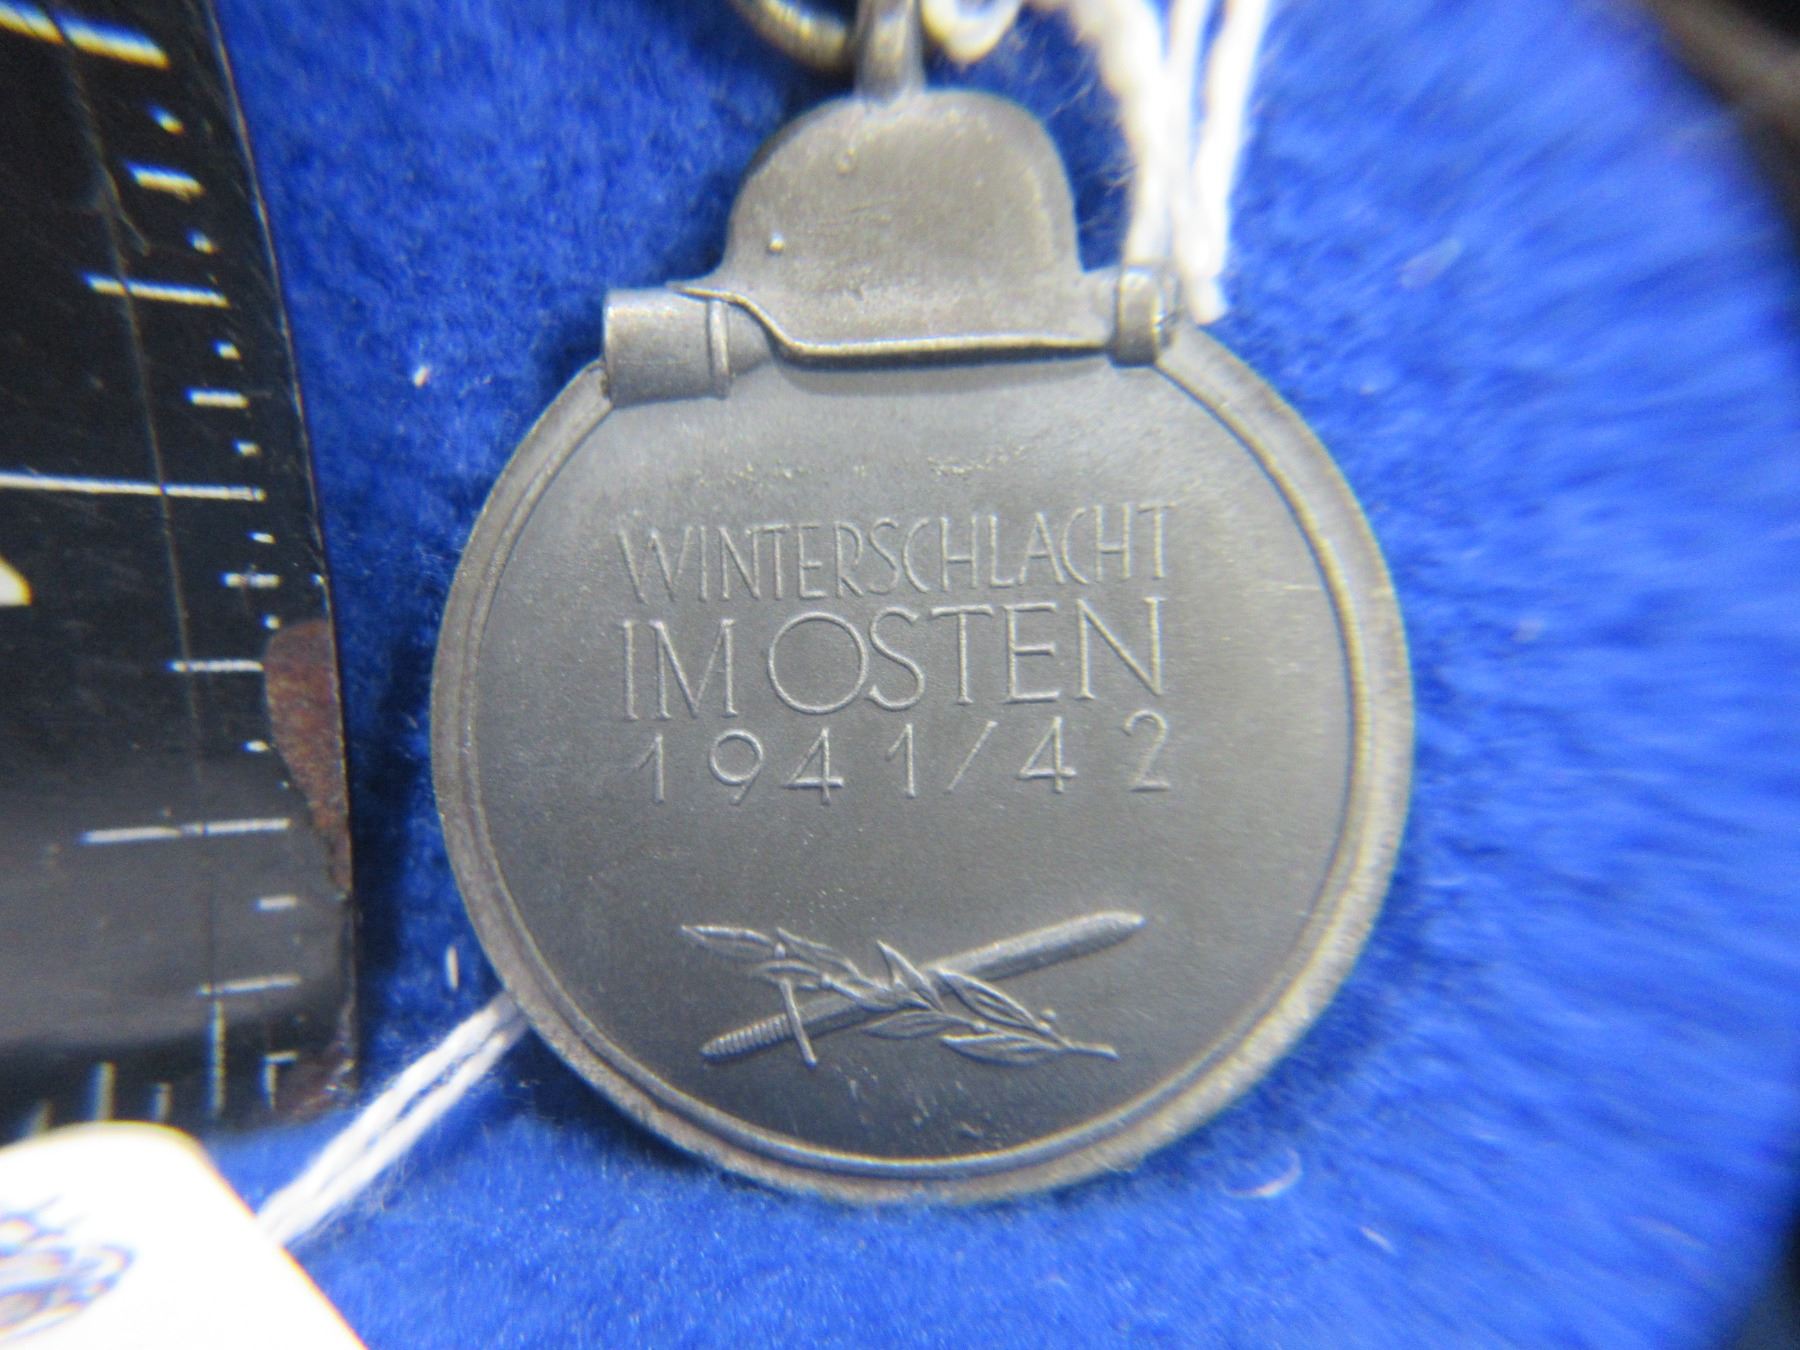 WINTERSCHLACHT
IM OSTEN
1941/42